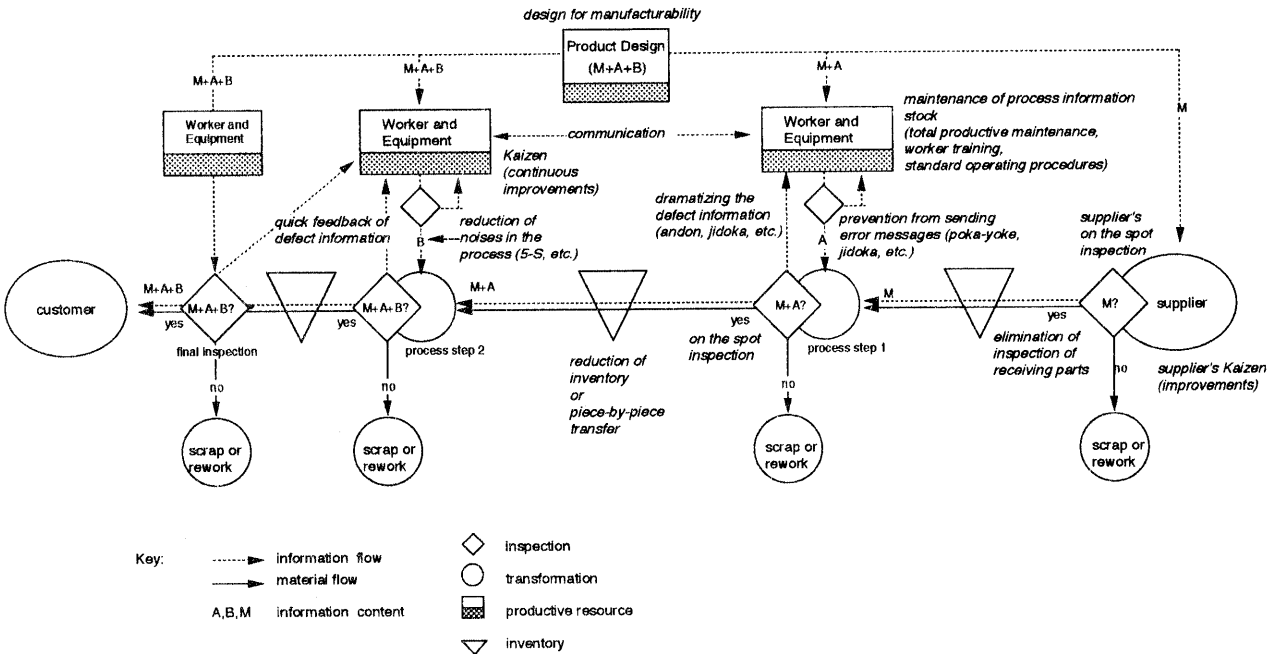 design for manufacturability
Product Design
(M+A+B)
M+A+B
M+A+B
M+A
M
Worker and
Equipment
Worker and
Equipment
communication
Worker and
Equipment
maintenance of process information
stock
(total productive maintenance,
worker training,
standard operating procedures)
Kaizen
(continuous
improvements)
quick feedback of
defect information
reduction of
noises in the
process (5-S, etc.)
B
dramatizing the
defect information
(andon, jidoka, etc.)
A
prevention from sending
error messages (poka-yoke,
jidoka, etc.)
supplier's
on the spot
inspection
customer
M+A+B
yes
M+A+B?
final inspection
yes
M+A+B?
process step 2
M+A
yes
M+A?
process step 1
M
yes
M?
supplier
reduction of
inventory
or
piece-by-piece
transfer
on the spot
inspection
elimination of
inspection of
receiving parts
supplier's Kaizen
(improvements)
no
no
no
no
scrap or
rework
scrap or
rework
scrap or
rework
scrap or
rework
Key:
information flow
material flow
A,B,M information content
inspection
transformation
productive resource
inventory